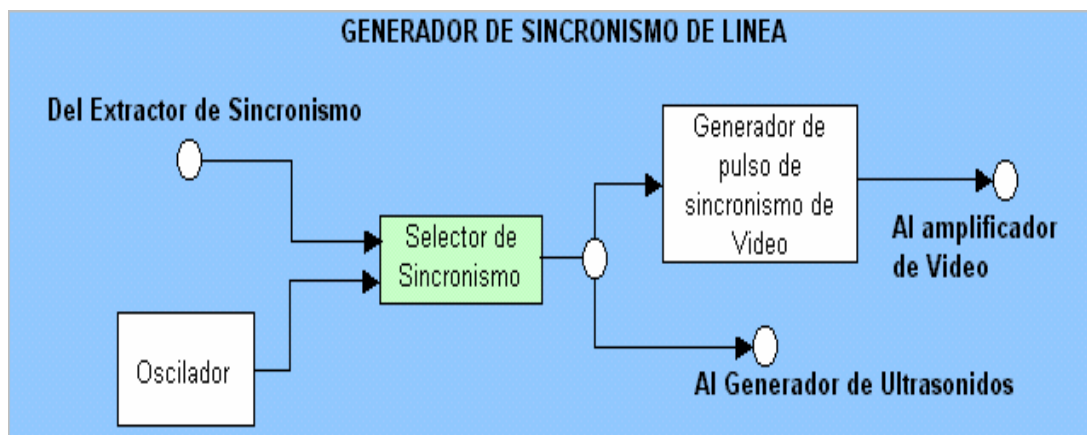 GENERADOR DE SINCRONISMO DE LINEA
Del Extractor de Sincronismo
Generador de
pulso de
sincronismo de
Video
Selector de
Sincronismo
Al amplificador
de Video
Oscilador
Al Generador de Ultrasonidos